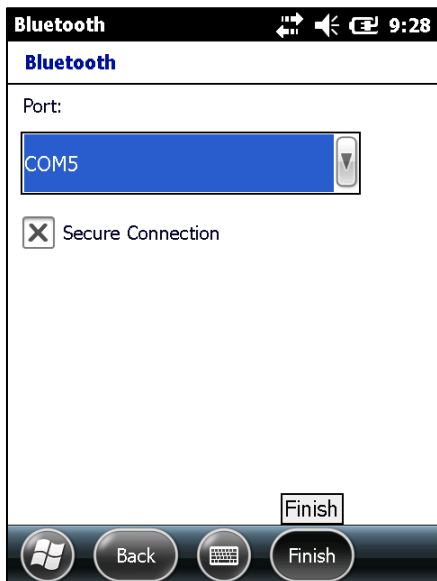 Bluetooth 9:28
Bluetooth
Port:
COM5
Secure Connection
Finish
Back Finish